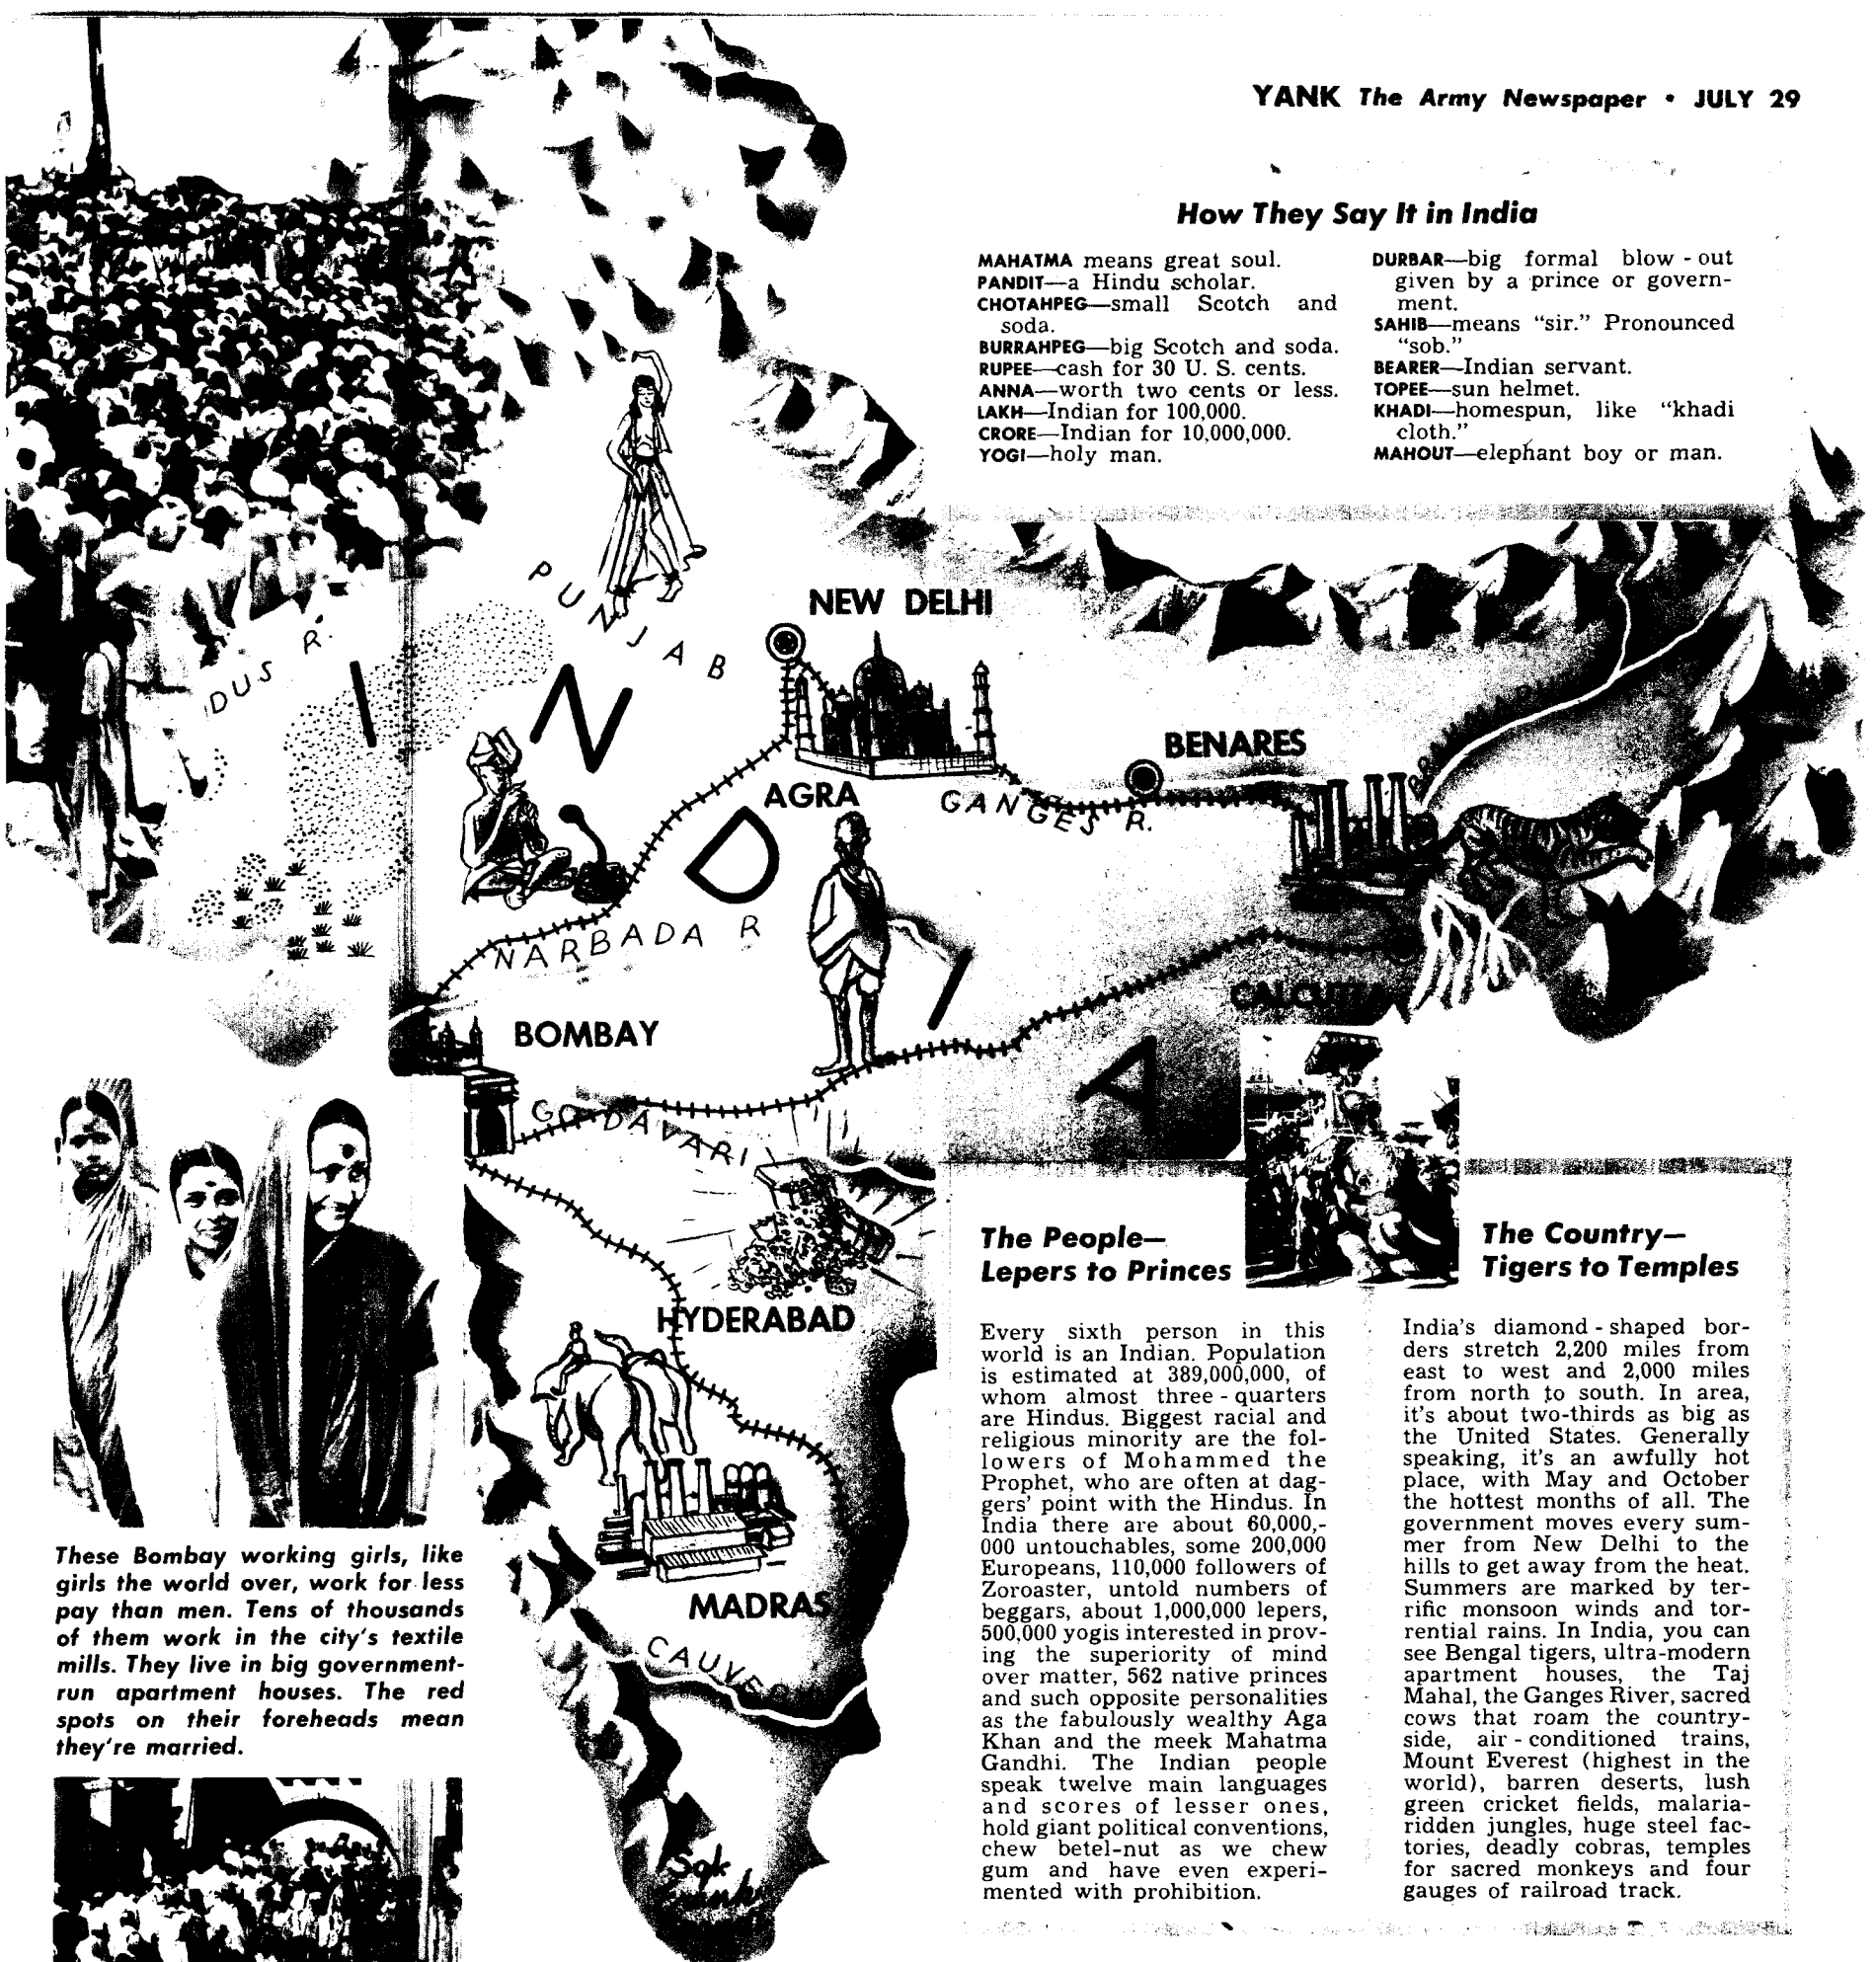 YANK The Army Newspaper • JULY 29
How They Say It in India
MAHATMA means great soul.
PANDIT—a Hindu scholar.
CHOTAHPEG—small Scotch and
soda.
BURRAHPEG—big Scotch and soda.
RUPEE—cash for 30 U. S. cents.
ANNA—worth two cents or less.
LAKH—Indian for 100,000.
CRORE—Indian for 10,000,000.
YOGI—holy man.
DURBAR—big formal blow - out
given by a prince or govern-
ment.
SAHIB—means “sir.” Pronounced
“sob.”
BEARER—Indian servant.
TOPEE—sun helmet.
KHADI—homespun, like “khadi
cloth.”
MAHOUT—elephant boy or man.
PUNJAB
NEW DELHI
DUS R.
INDIA
BENARES
AGRA
GANGES R.
NARBADA R
CALCUTTA
BOMBAY
GODAVARI
HYDERABAD
MADRAS
CAUVE
These Bombay working girls, like
girls the world over, work for less
pay than men. Tens of thousands
of them work in the city's textile
mills. They live in big government-
run apartment houses. The red
spots on their foreheads mean
they're married.
The People—
Lepers to Princes
Every sixth person in this
world is an Indian. Population
is estimated at 389,000,000, of
whom almost three - quarters
are Hindus. Biggest racial and
religious minority are the fol-
lowers of Mohammed the
Prophet, who are often at dag-
gers' point with the Hindus. In
India there are about 60,000,-
000 untouchables, some 200,000
Europeans, 110,000 followers of
Zoroaster, untold numbers of
beggars, about 1,000,000 lepers,
500,000 yogis interested in prov-
ing the superiority of mind
over matter, 562 native princes
and such opposite personalities
as the fabulously wealthy Aga
Khan and the meek Mahatma
Gandhi. The Indian people
speak twelve main languages
and scores of lesser ones,
hold giant political conventions,
chew betel-nut as we chew
gum and have even experi-
mented with prohibition.
The Country—
Tigers to Temples
India's diamond - shaped bor-
ders stretch 2,200 miles from
east to west and 2,000 miles
from north to south. In area,
it's about two-thirds as big as
the United States. Generally
speaking, it's an awfully hot
place, with May and October
the hottest months of all. The
government moves every sum-
mer from New Delhi to the
hills to get away from the heat.
Summers are marked by ter-
rific monsoon winds and tor-
rential rains. In India, you can
see Bengal tigers, ultra-modern
apartment houses, the Taj
Mahal, the Ganges River, sacred
cows that roam the country-
side, air - conditioned trains,
Mount Everest (highest in the
world), barren deserts, lush
green cricket fields, malaria-
ridden jungles, huge steel fac-
tories, deadly cobras, temples
for sacred monkeys and four
gauges of railroad track.